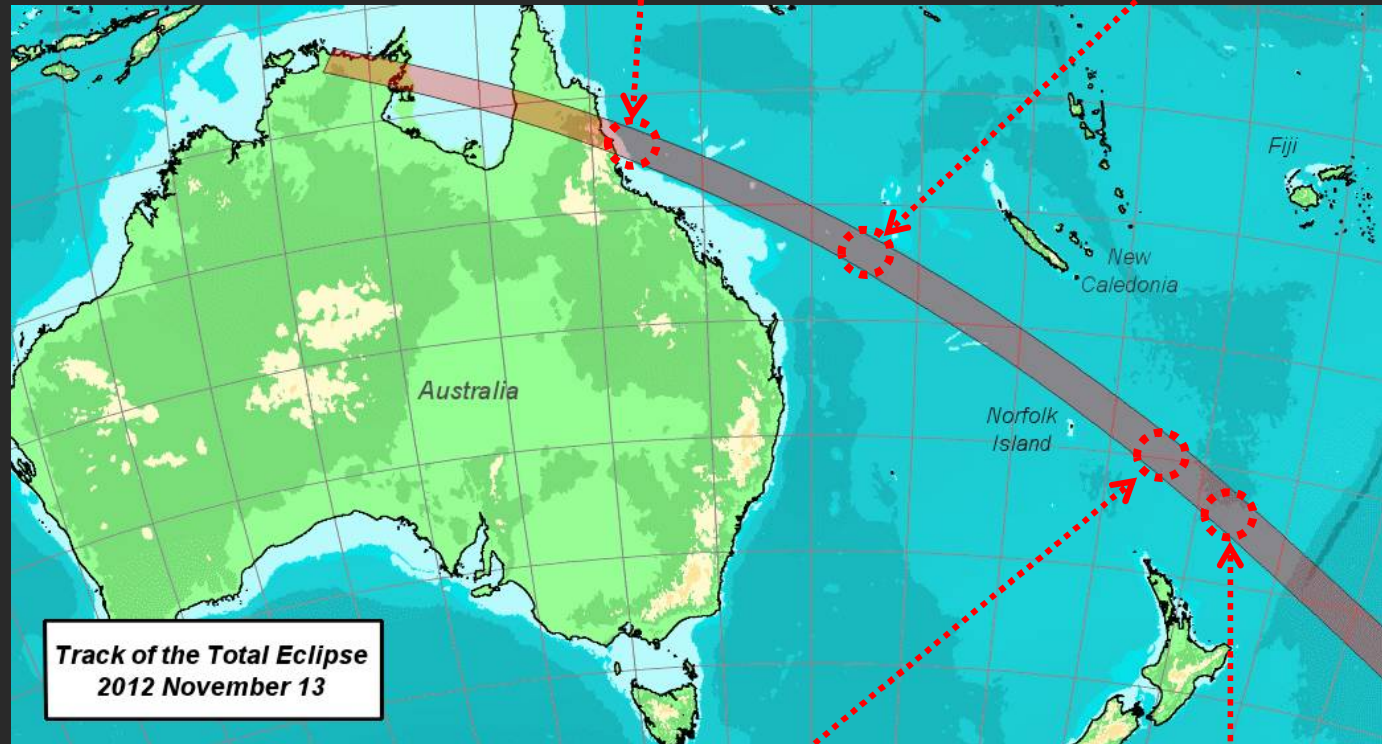 Fiji
New
Caledonia
Australia
Norfolk
Island
Track of the Total Eclipse
2012 November 13